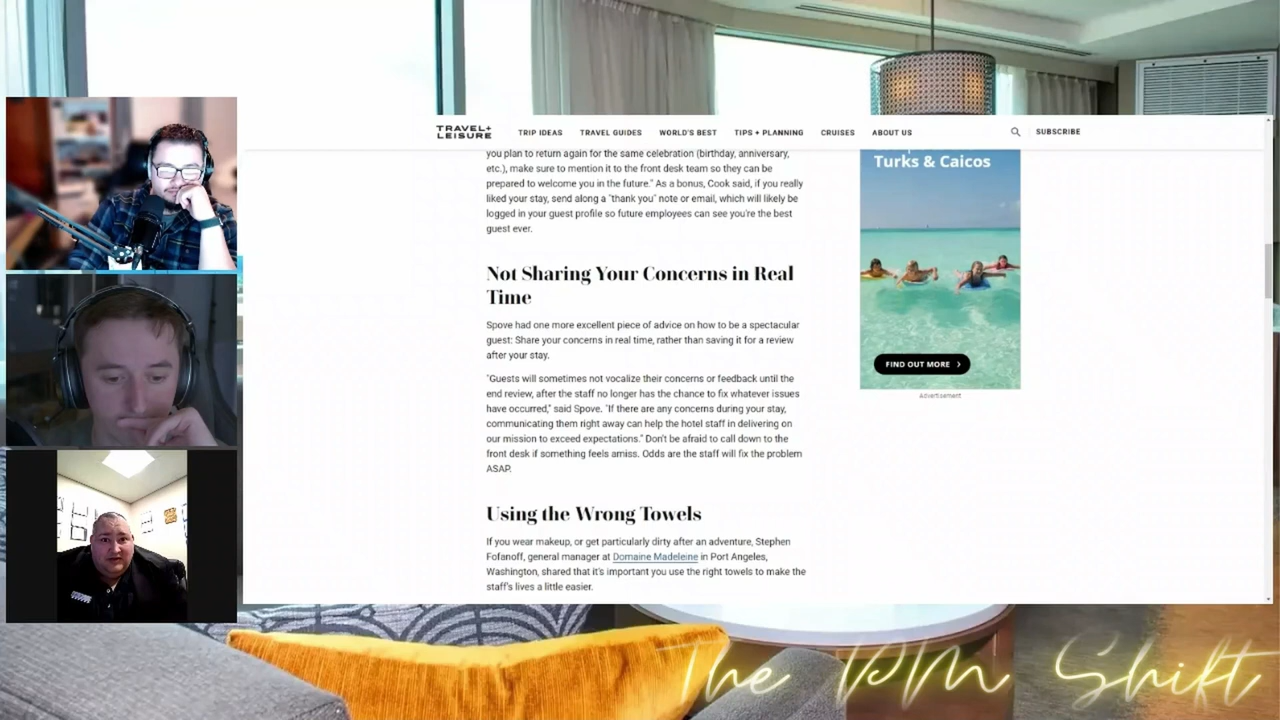 TRAVEL+
LEISURE
TRIP IDEAS
TRAVEL GUIDES
WORLD'S BEST
TIPS + PLANNING
CRUISES
ABOUT US
SUBSCRIBE
you plan to return again for the same celebration (birthday, anniversary,
etc.), make sure to mention it to the front desk team so they can be
prepared to welcome you in the future." As a bonus, Cook said, if you really
liked your stay, send along a "thank you" note or email, which will likely be
logged in your guest profile so future employees can see you're the best
guest ever.
Not Sharing Your Concerns in Real
Time
Spove had one more excellent piece of advice on how to be a spectacular
guest: Share your concerns in real time, rather than saving it for a review
after your stay.
"Guests will sometimes not vocalize their concerns or feedback until the
end review, after the staff no longer has the chance to fix whatever issues
have occurred," said Spove. "If there are any concerns during your stay,
communicating them right away can help the hotel staff in delivering on
our mission to exceed expectations." Don't be afraid to call down to the
front desk if something feels amiss. Odds are the staff will fix the problem
ASAP.
Using the Wrong Towels
If you wear makeup, or get particularly dirty after an adventure, Stephen
Fofanoff, general manager at Domaine Madeleine in Port Angeles,
Washington, shared that it's important you use the right towels to make the
staff's lives a little easier.
Turks & Caicos
FIND OUT MORE
Advertisement
The PM Shift